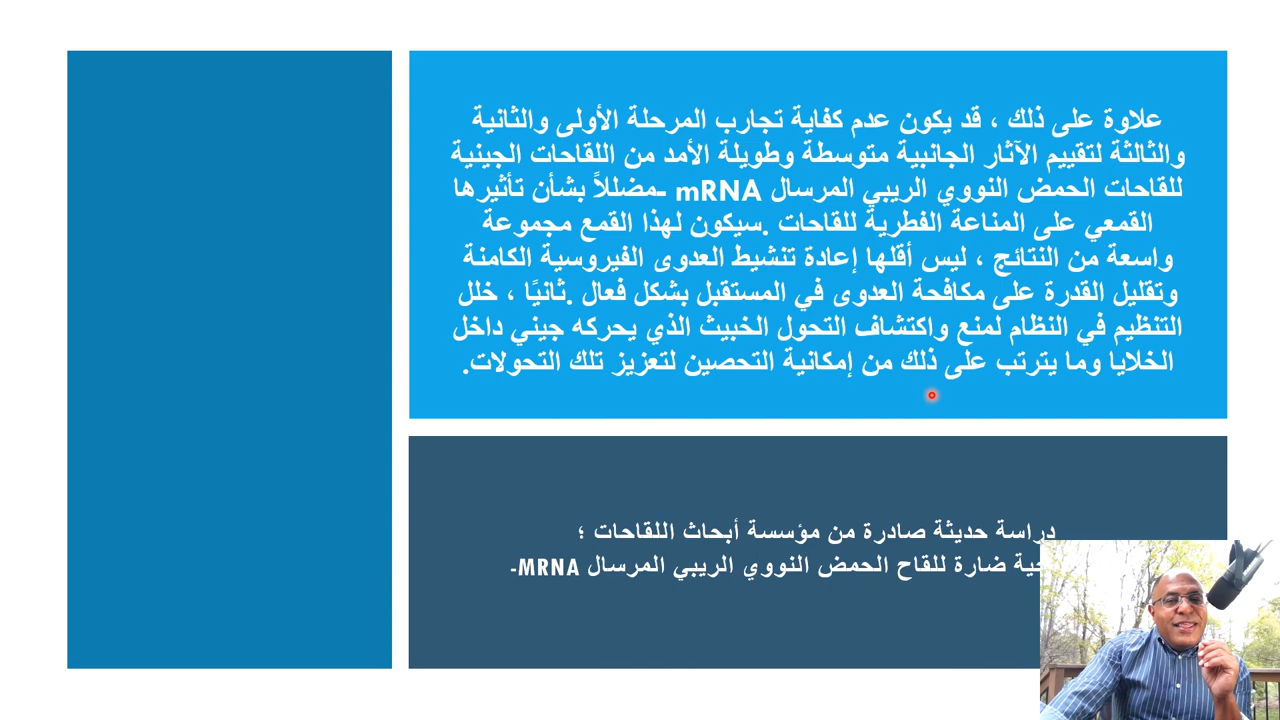 علاوة على ذلك ، قد يكون عدم كفاية تجارب المرحلة الأولى والثانية
والثالثة لتقييم الآثار الجانبية متوسطة وطويلة الأمد من اللقاحات الجينية
للقاحات الحمض النووي الريبي المرسال mRNA ـمضللاً بشأن تأثيرها
القمعي على المناعة الفطرية للقاحات .سيكون لهذا القمع مجموعة
واسعة من النتائج ، ليس أقلها إعادة تنشيط العدوى الفيروسية الكامنة
وتقليل القدرة على مكافحة العدوى في المستقبل بشكل فعال .ثانيًا ، خلل
التنظيم في النظام لمنع واكتشاف التحول الخبيث الذي يحركه جيني داخل
الخلايا وما يترتب على ذلك من إمكانية التحصين لتعزيز تلك التحولات.
دراسة حديثة صادرة من مؤسسة أبحاث اللقاحات ؛
ضارة للقاح الحمض النووي الريبي المرسال MRNA-